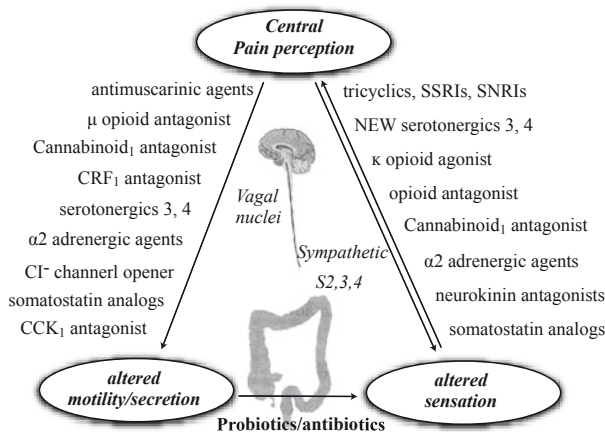 Central
Pain perception
antimuscarinic agents
μ opioid antagonist
Cannabinoid₁ antagonist
CRF₁ antagonist
serotonergics 3, 4
α2 adrenergic agents
CI⁻ channerl opener
somatostatin analogs
CCK₁ antagonist
Vagal
nuclei
Sympathetic
S2,3,4
tricyclics, SSRIs, SNRIs
NEW serotonergics 3, 4
κ opioid agonist
opioid antagonist
Cannabinoid₁ antagonist
α2 adrenergic agents
neurokinin antagonists
somatostatin analogs
altered
motility/secretion
altered
sensation
Probiotics/antibiotics